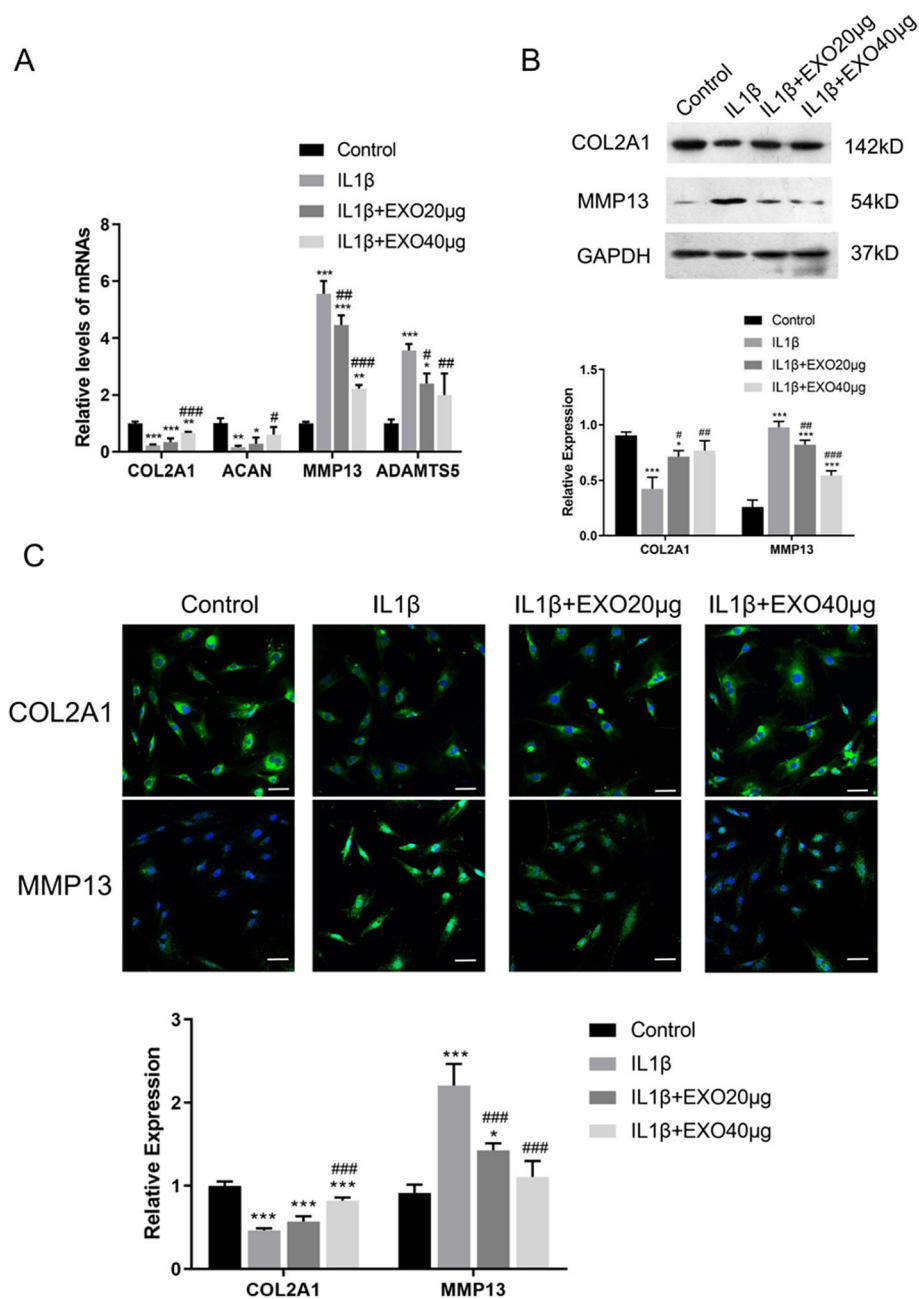 A
Control
IL1β
IL1β+EXO20μg
IL1β+EXO40μg
Relative levels of mRNAs
8
6
4
2
0
***
##
***
###
**
***
#
*
##
***
***
###
**
**
*
#
COL2A1
ACAN
MMP13
ADAMTS5
B
Control
IL1β
IL1β+EXO20μg
IL1β+EXO40μg
COL2A1
142kD
MMP13
54kD
GAPDH
37kD
Control
IL1β
IL1β+EXO20μg
IL1β+EXO40μg
Relative Expression
1.5
1.0
0.5
0.0
***
#
*
##
***
##
***
###
***
COL2A1
MMP13
C
Control
IL1β
IL1β+EXO20μg
IL1β+EXO40μg
COL2A1
MMP13
Relative Expression
3
2
1
0
***
***
###
***
***
###
*
###
COL2A1
MMP13
Control
IL1β
IL1β+EXO20μg
IL1β+EXO40μg